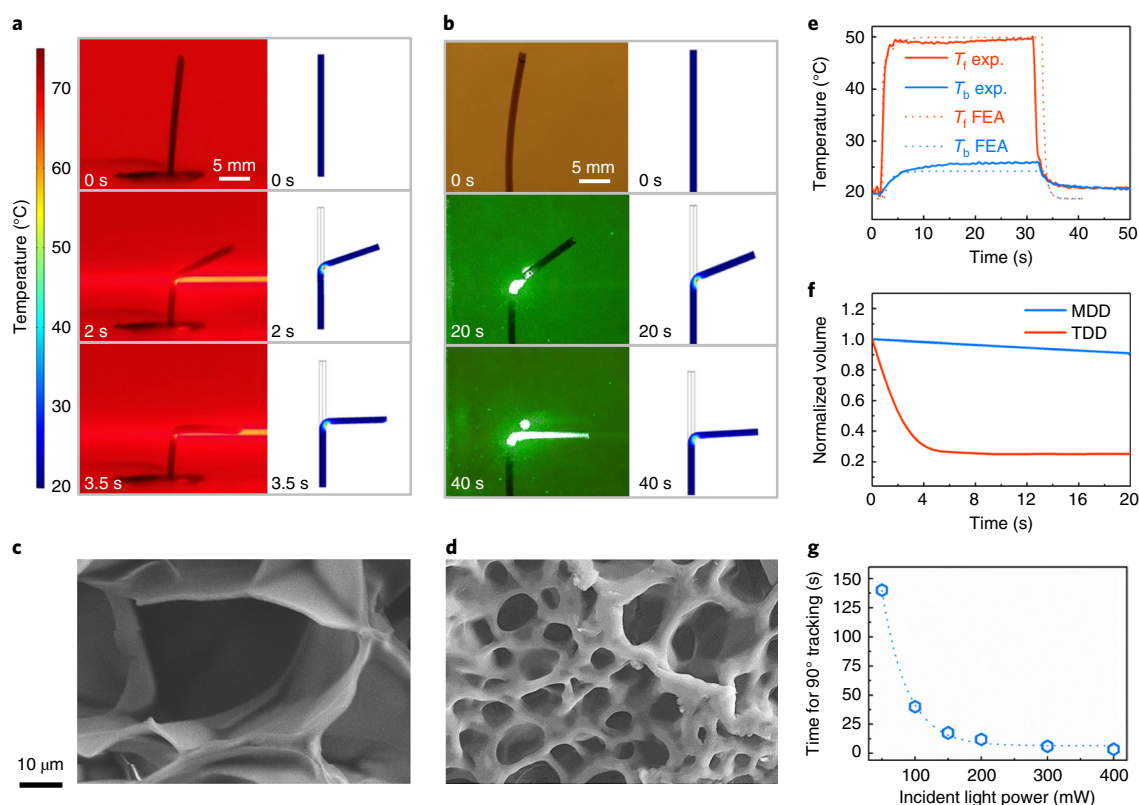 a
Temperature (°C)
70
60
50
40
30
20
5 mm
0 s
0 s
2 s
2 s
3.5 s
3.5 s
b
5 mm
0 s
0 s
20 s
20 s
40 s
40 s
c
10 μm
d
e
Temperature (°C)
50
40
30
20
Tf exp.
Tb exp.
Tf FEA
Tb FEA
0 10 20 30 40 50
Time (s)
f
Normalized volume
1.2
1.0
0.8
0.6
0.4
0.2
MDD
TDD
0 4 8 12 16 20
Time (s)
g
Time for 90° tracking (s)
150
125
100
75
50
25
0
100 200 300 400
Incident light power (mW)